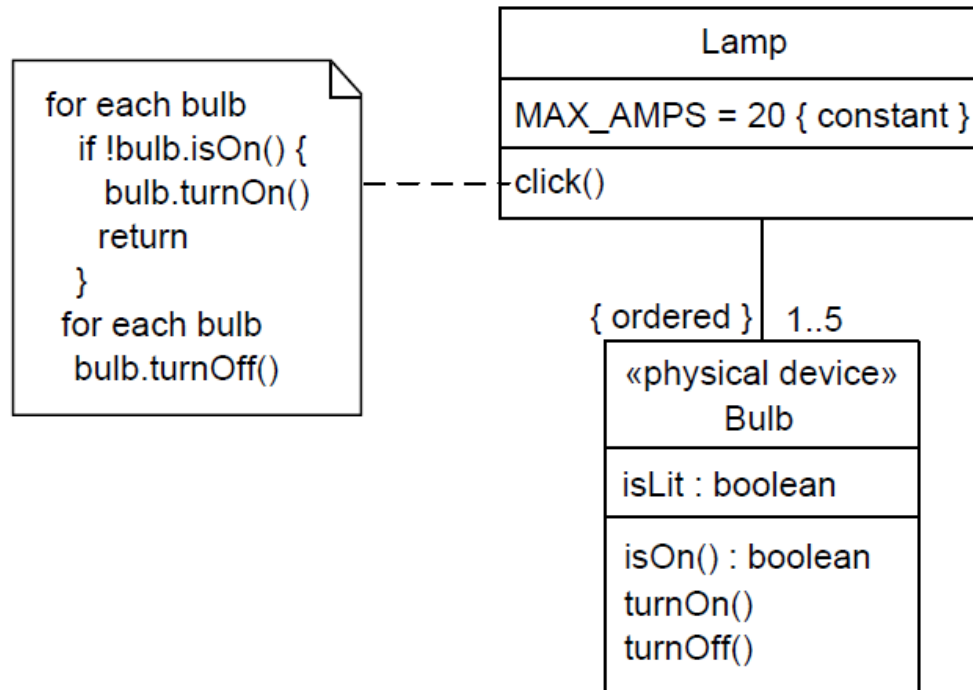 for each bulb
if !bulb.isOn() {
bulb.turnOn()
return
}
for each bulb
bulb.turnOff()
Lamp
MAX_AMPS = 20 { constant }
click()
{ ordered } 1..5
«physical device»
Bulb
isLit : boolean
isOn() : boolean
turnOn()
turnOff()